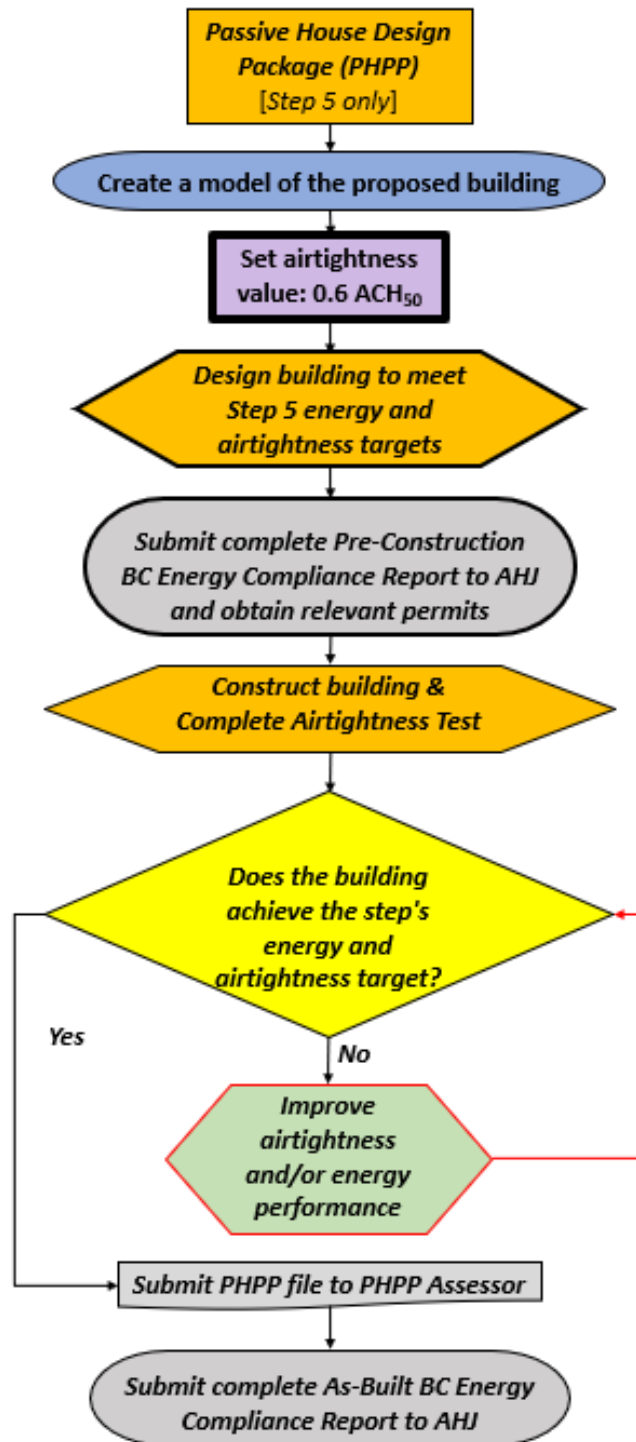 Passive House Design
Package (PHPP)
[Step 5 only]
Create a model of the proposed building
Set airtightness
value: 0.6 ACH₅₀
Design building to meet
Step 5 energy and
airtightness targets
Submit complete Pre-Construction
BC Energy Compliance Report to AHJ
and obtain relevant permits
Construct building &
Complete Airtightness Test
Does the building
achieve the step's
energy and
airtightness target?
Yes
No
Improve
airtightness
and/or energy
performance
Submit PHPP file to PHPP Assessor
Submit complete As-Built BC Energy
Compliance Report to AHJ